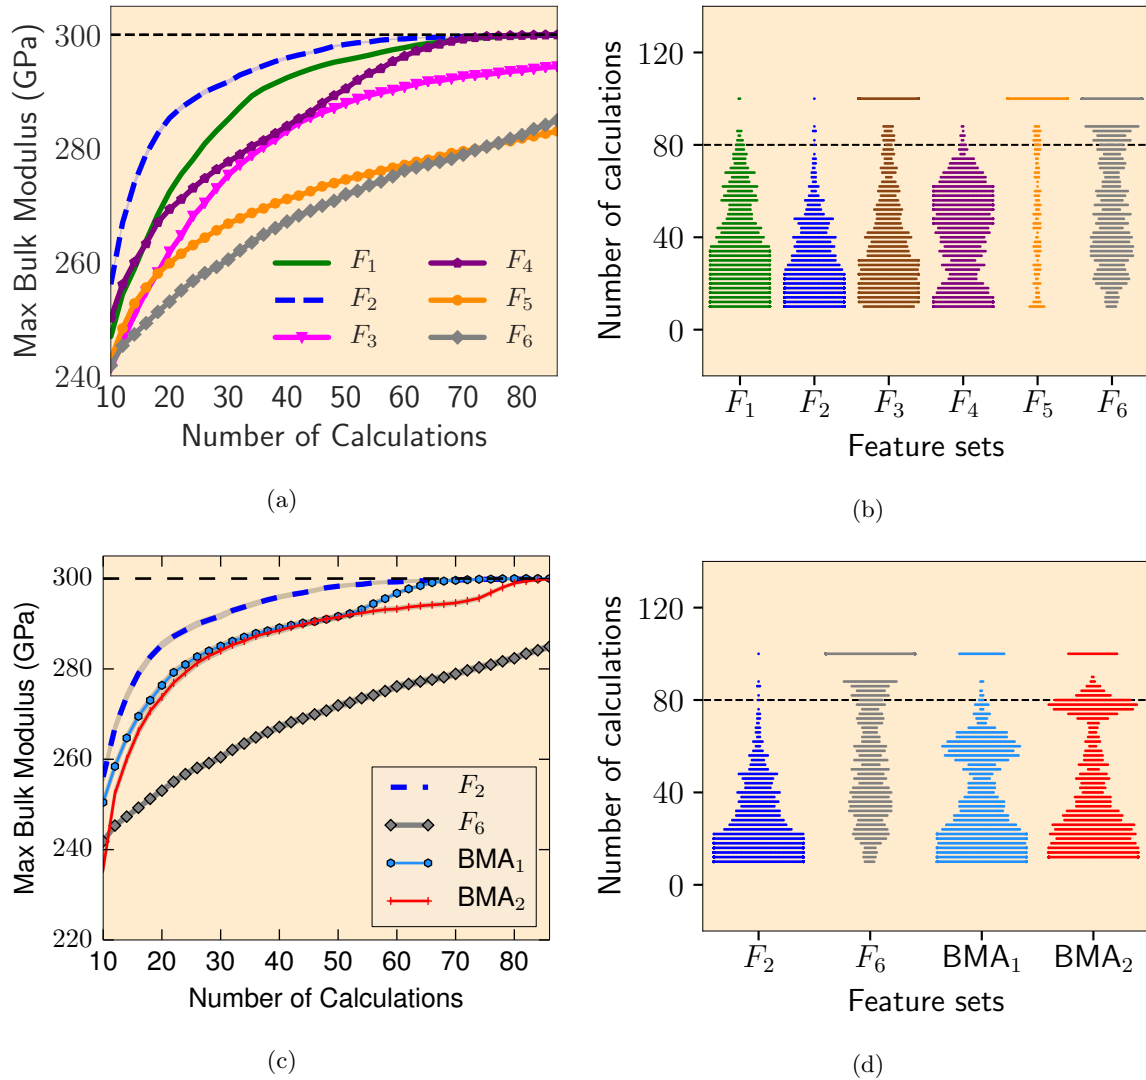 Max Bulk Modulus (GPa)
300
280
260
240
10 20 30 40 50 60 70 80
Number of Calculations
F1
F2
F3
F4
F5
F6
(a)
Number of calculations
120
80
40
0
F1 F2 F3 F4 F5 F6
Feature sets
(b)
Max Bulk Modulus (GPa)
300
280
260
240
220
10 20 30 40 50 60 70 80
Number of Calculations
F2
F6
BMA1
BMA2
(c)
Number of calculations
120
80
40
0
F2 F6 BMA1 BMA2
Feature sets
(d)